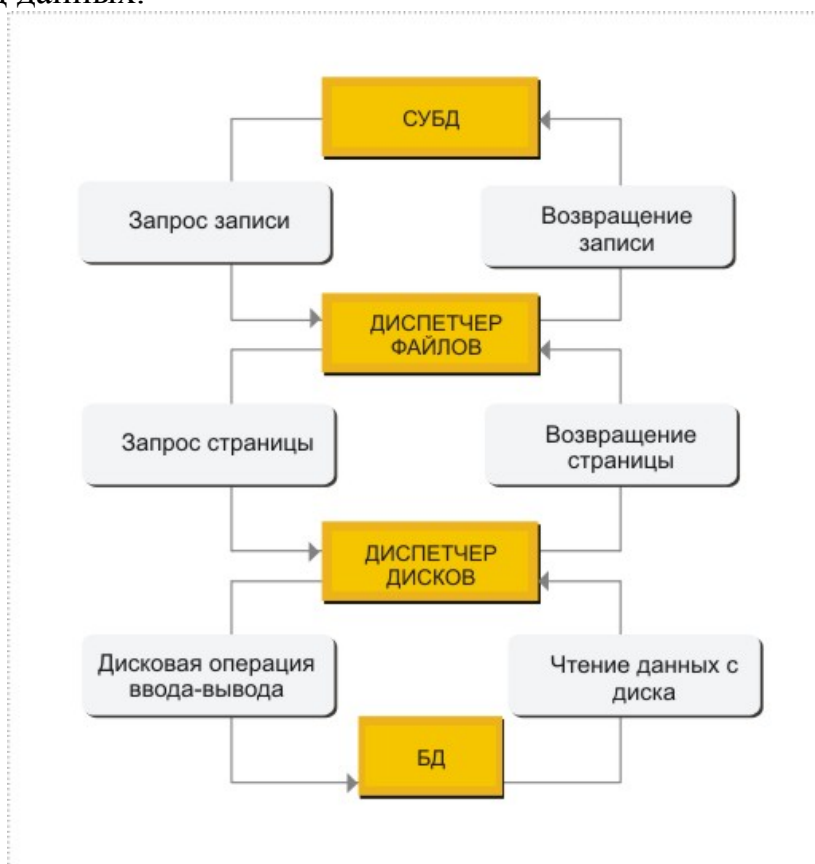 данных.
СУБД
Запрос записи
Возвращение
записи
ДИСПЕТЧЕР
ФАЙЛОВ
Запрос страницы
Возвращение
страницы
ДИСПЕТЧЕР
ДИСКОВ
Дисковая операция
ввода-вывода
Чтение данных с
диска
БД